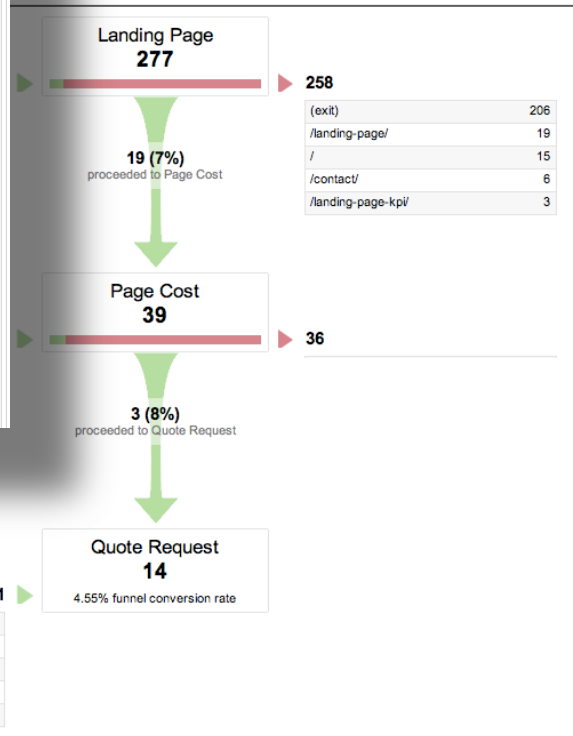 Landing Page
277
258
(exit) 206
/landing-page/ 19
/ 15
/contact/ 6
/landing-page-kpi/ 3
19 (7%)
proceeded to Page Cost
Page Cost
39
36
3 (8%)
proceeded to Quote Request
Quote Request
14
4.55% funnel conversion rate